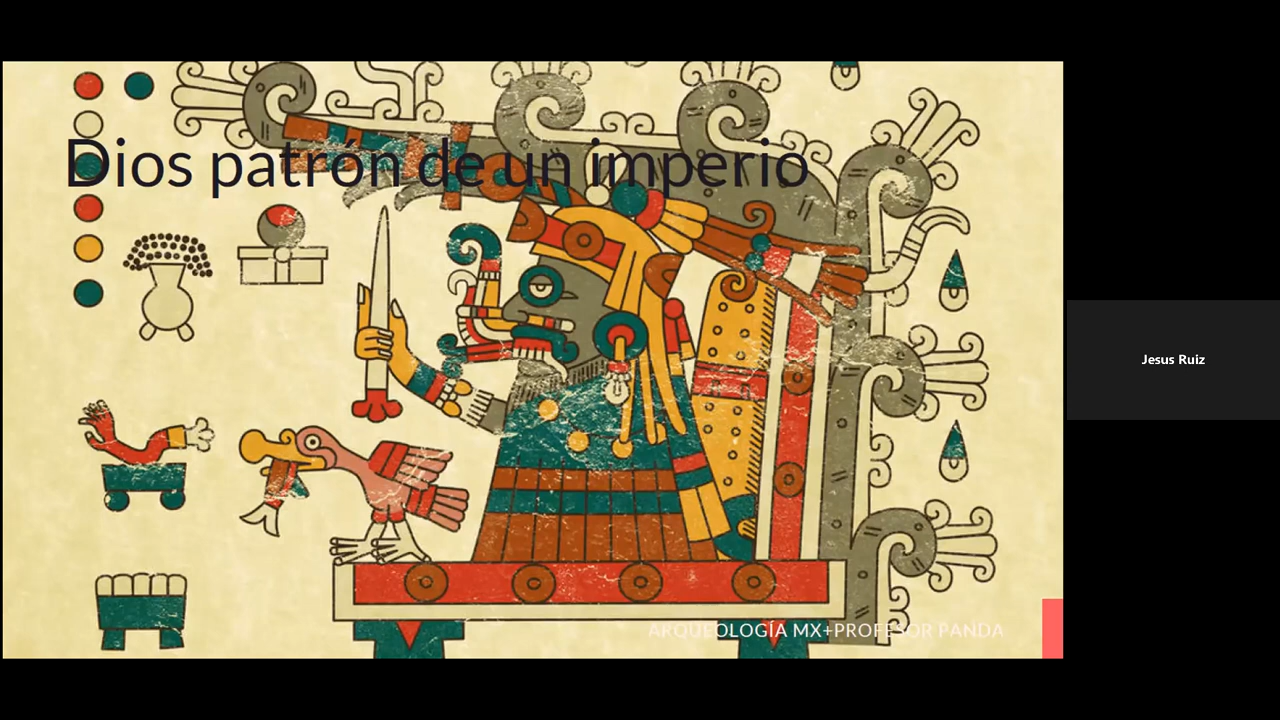 Dios patrón de un imperio
Jesus Ruiz
ARQUEOLOGÍA MX+PROFESOR PANDA